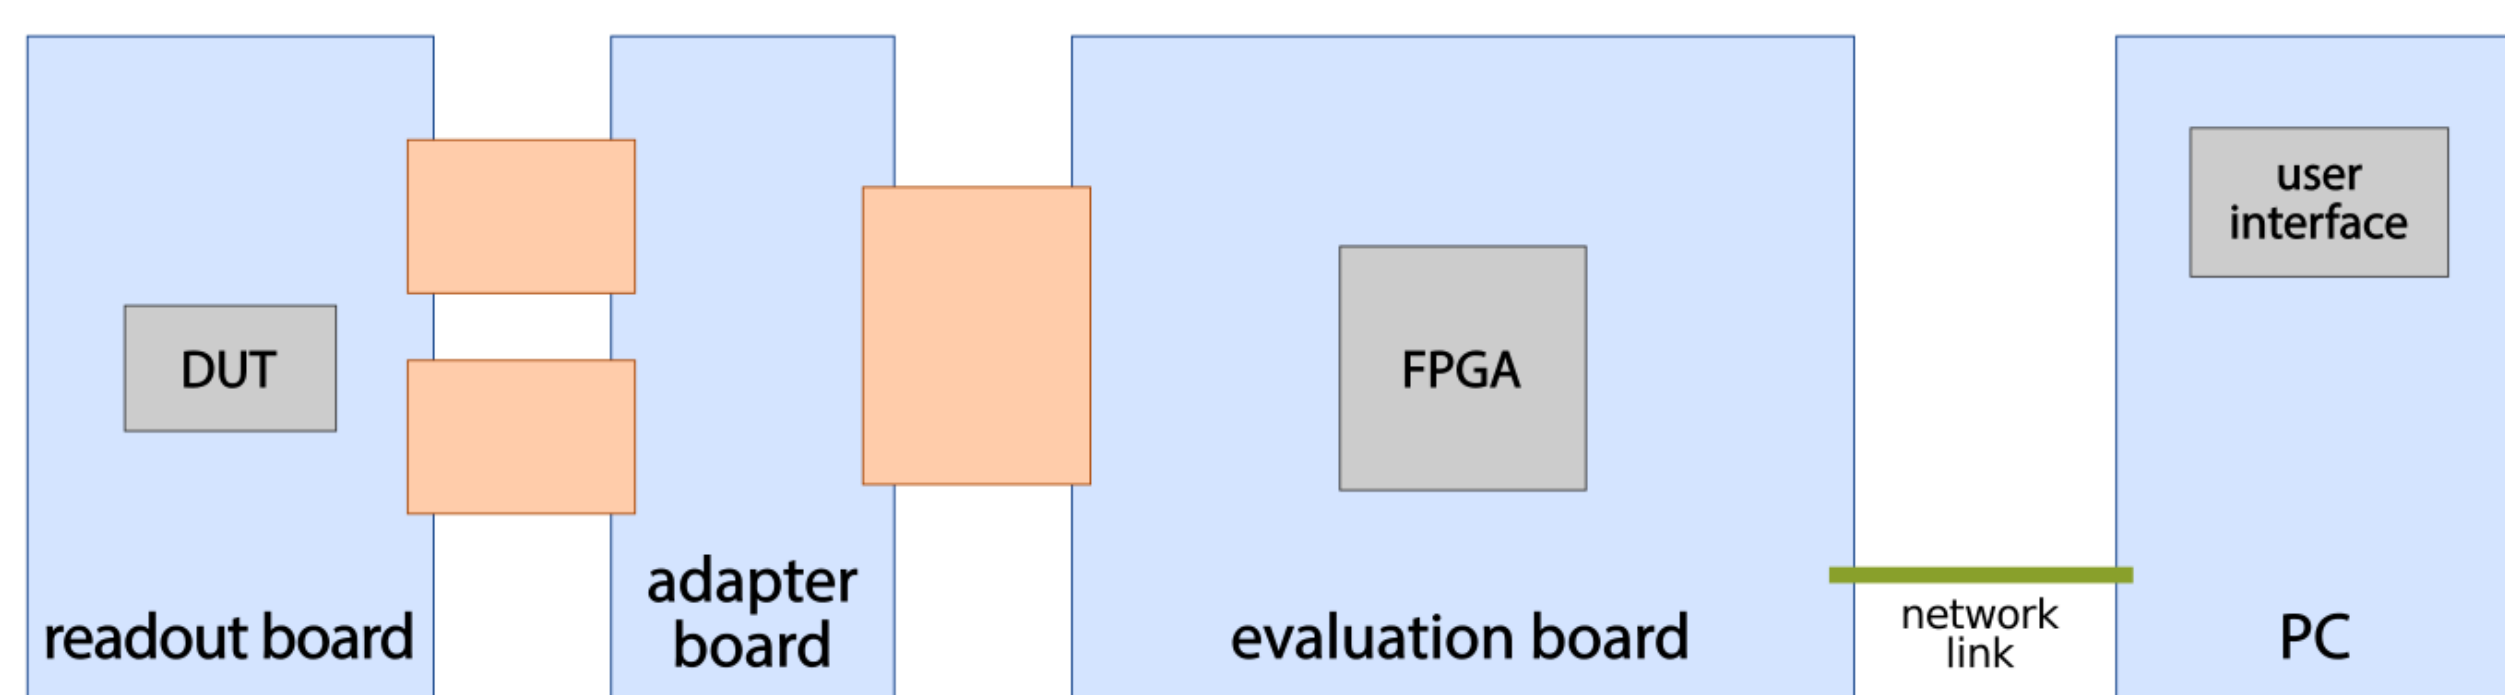 DUT
readout board
adapter
board
FPGA
evaluation board
network
link
user
interface
PC